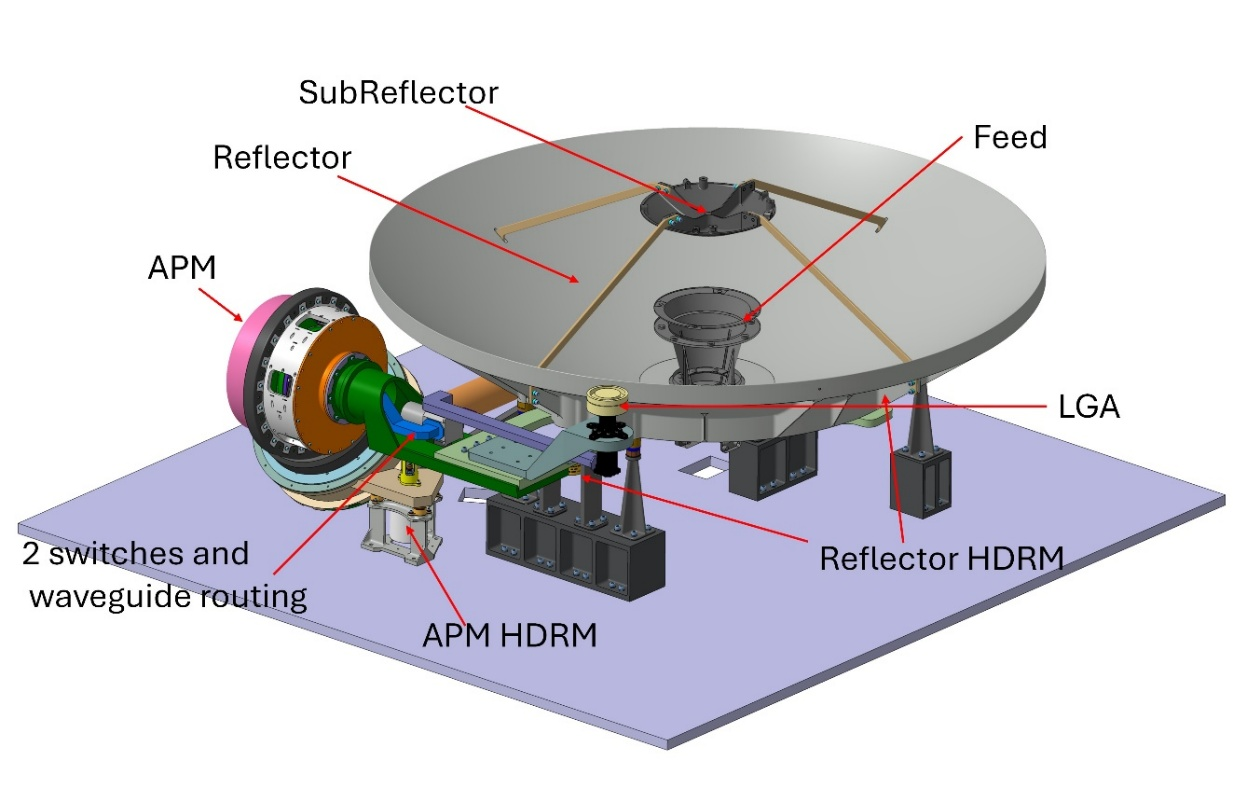 SubReflector
Feed
Reflector
APM
LGA
2 switches and
waveguide routing
Reflector HDRM
APM HDRM